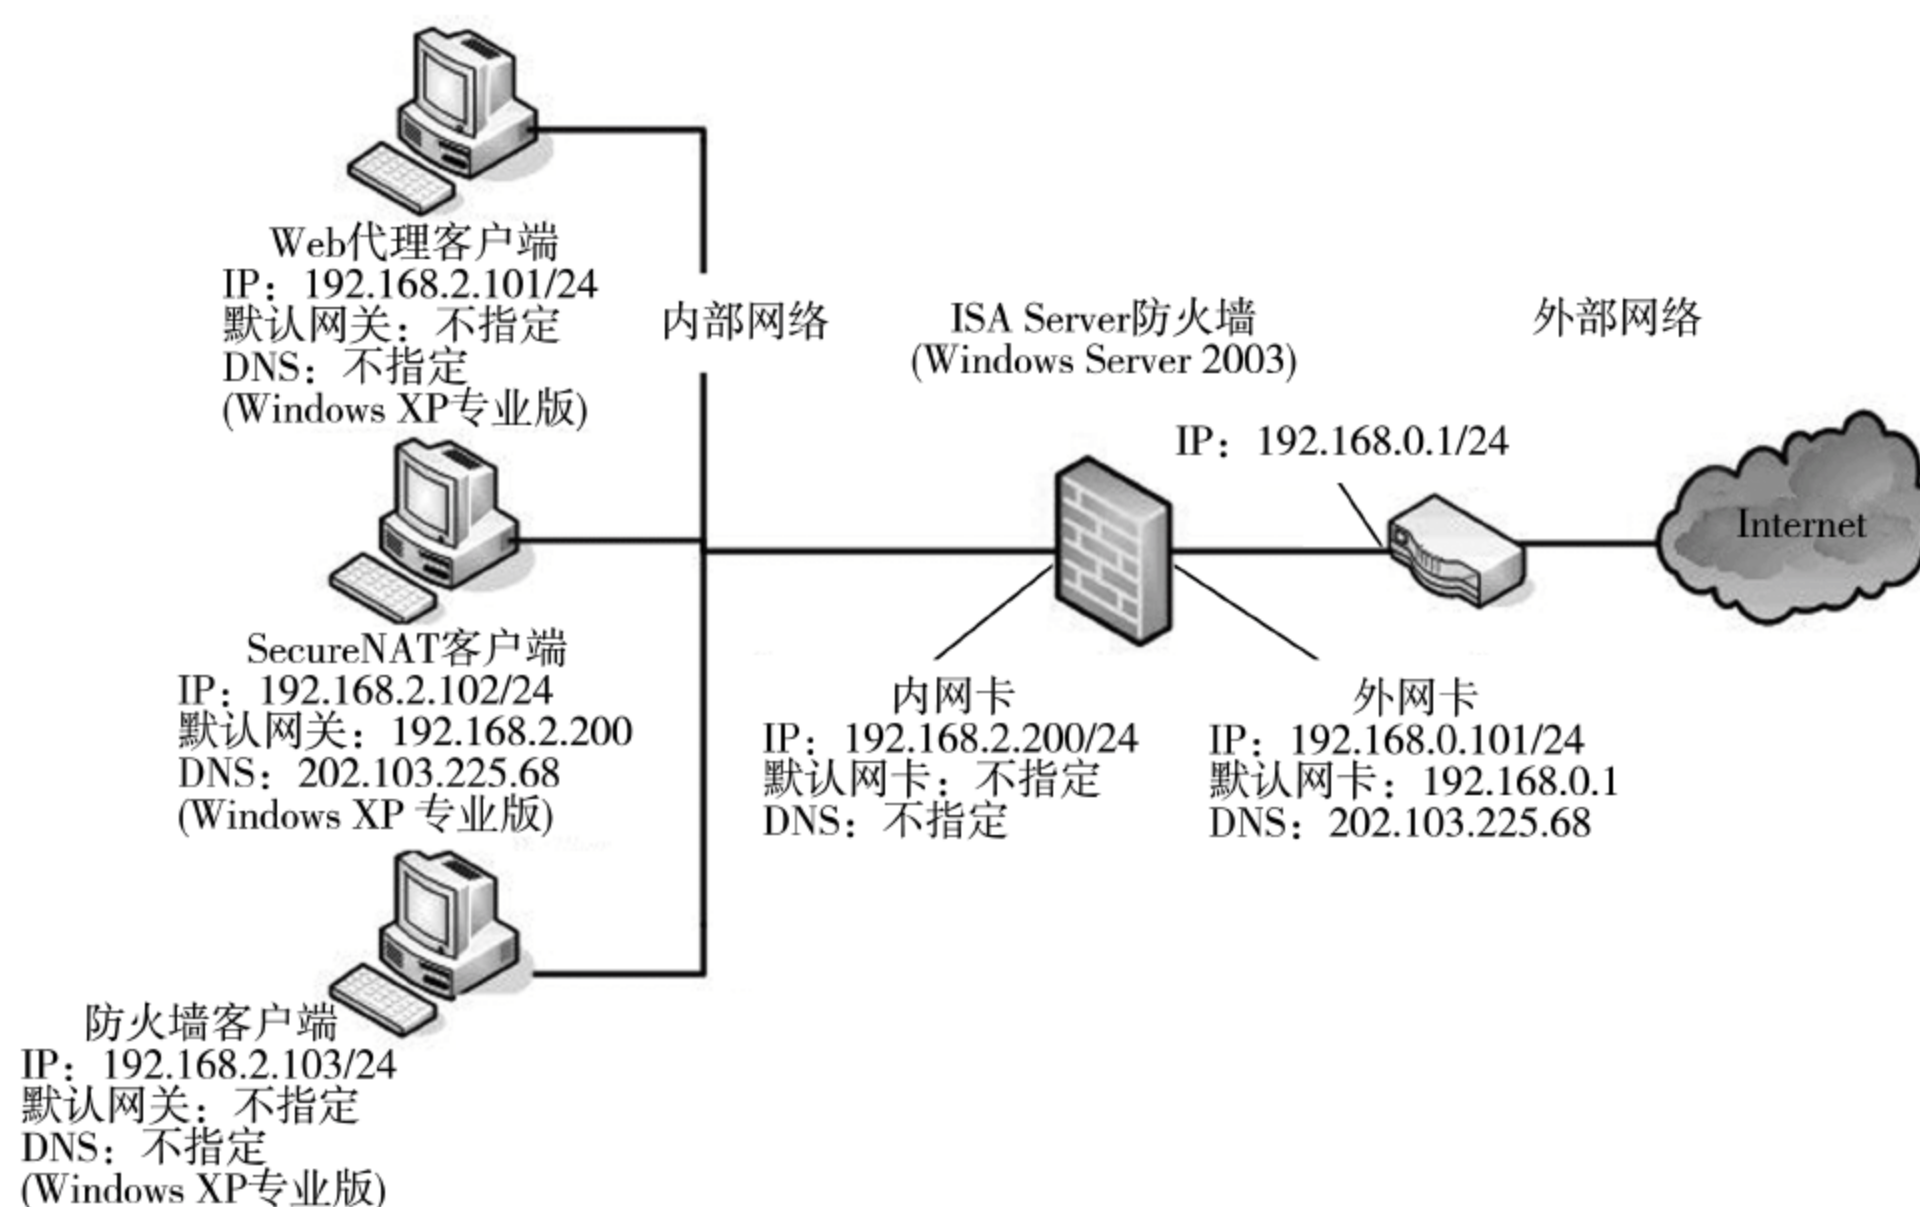 Web代理客户端
IP：192.168.2.101/24
默认网关：不指定
DNS：不指定
(Windows XP专业版)
SecureNAT客户端
IP：192.168.2.102/24
默认网关：192.168.2.200
DNS：202.103.225.68
(Windows XP 专业版)
防火墙客户端
IP：192.168.2.103/24
默认网关：不指定
DNS：不指定
(Windows XP专业版)
内部网络
ISA Server防火墙
(Windows Server 2003)
内网卡
IP：192.168.2.200/24
默认网卡：不指定
DNS：不指定
外部网络
IP：192.168.0.1/24
Internet
外网卡
IP：192.168.0.101/24
默认网卡：192.168.0.1
DNS：202.103.225.68